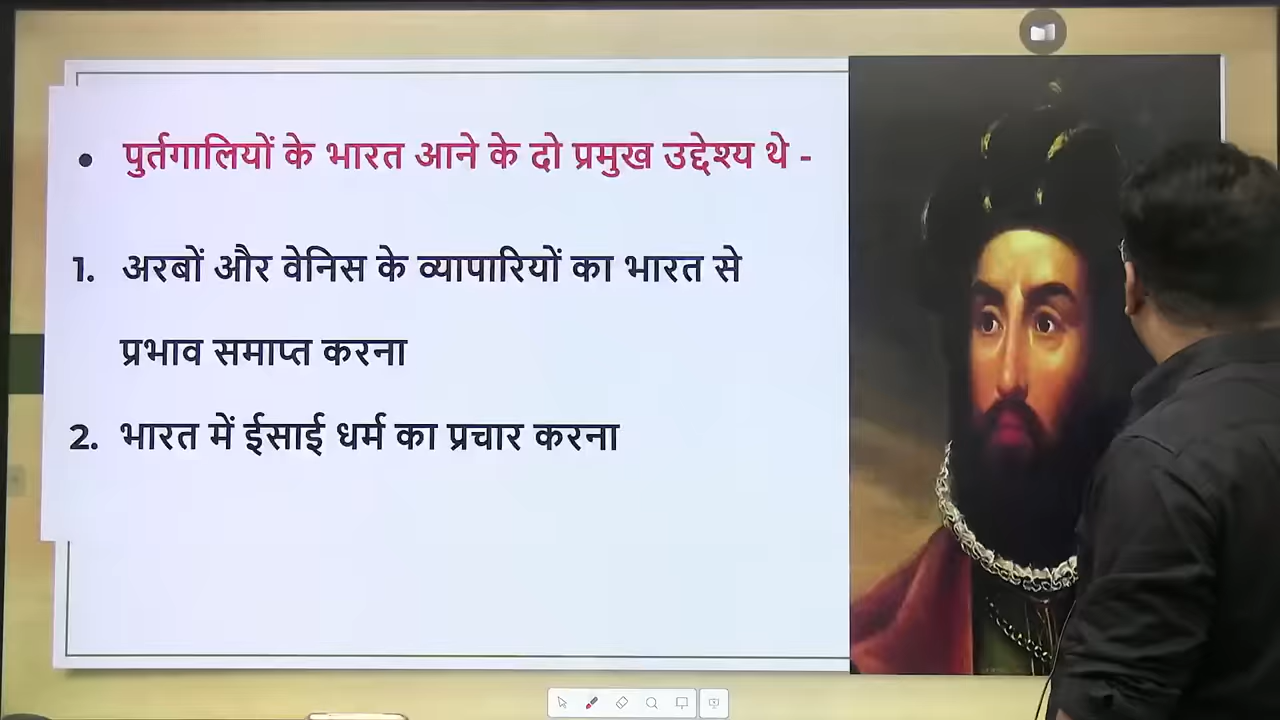 • पुर्तगालियों के भारत आने के दो प्रमुख उद्देश्य थे -
1. अरबों और वेनिस के व्यापारियों का भारत से
प्रभाव समाप्त करना
2. भारत में ईसाई धर्म का प्रचार करना